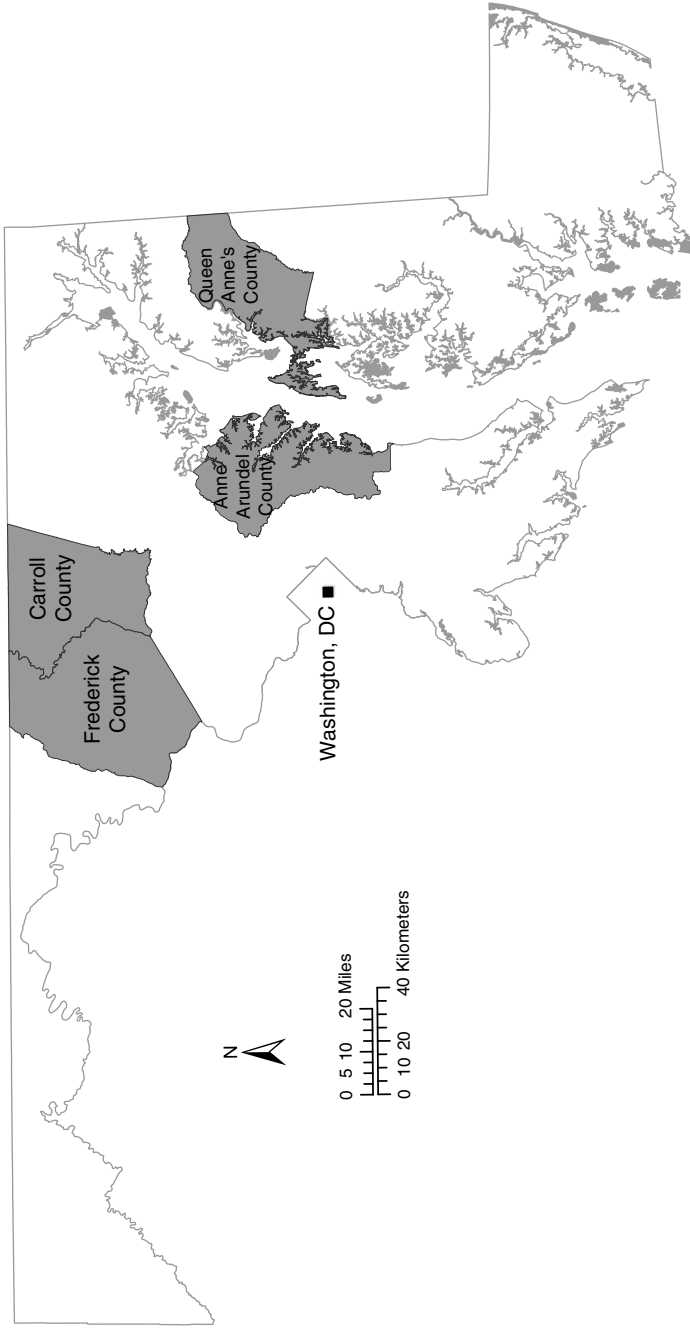 Carroll
County
Frederick
County
Queen
Anne's
County
Anne
Arundel
County
Washington, DC
N
0 5 10 20 Miles
0 10 20 40 Kilometers